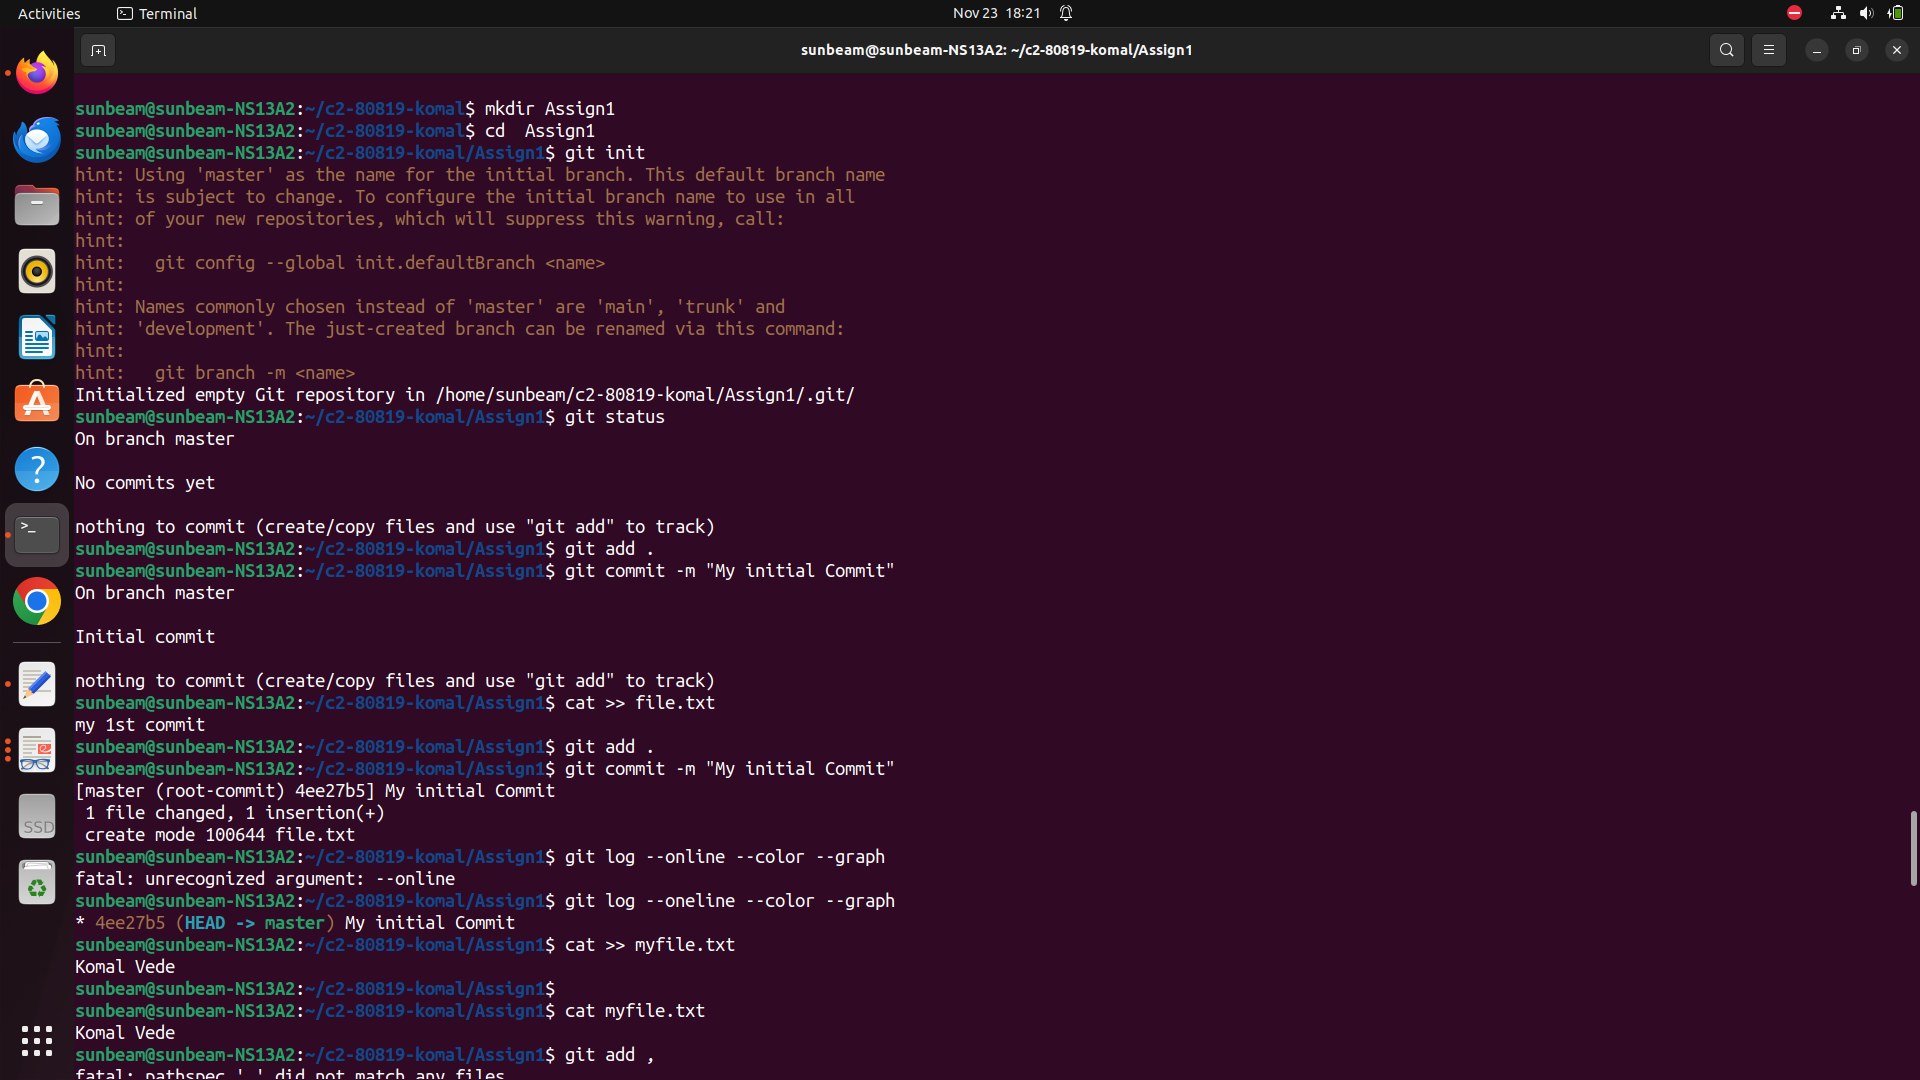 Activities
Terminal
Nov 23 18:21
sunbeam@sunbeam-NS13A2: ~/c2-80819-komal/Assign1
sunbeam@sunbeam-NS13A2:~/c2-80819-komal$ mkdir Assign1
sunbeam@sunbeam-NS13A2:~/c2-80819-komal$ cd  Assign1
sunbeam@sunbeam-NS13A2:~/c2-80819-komal/Assign1$ git init
hint: Using 'master' as the name for the initial branch. This default branch name
hint: is subject to change. To configure the initial branch name to use in all
hint: of your new repositories, which will suppress this warning, call:
hint:
hint:   git config --global init.defaultBranch <name>
hint:
hint: Names commonly chosen instead of 'master' are 'main', 'trunk' and
hint: 'development'. The just-created branch can be renamed via this command:
hint:
hint:   git branch -m <name>
Initialized empty Git repository in /home/sunbeam/c2-80819-komal/Assign1/.git/
sunbeam@sunbeam-NS13A2:~/c2-80819-komal/Assign1$ git status
On branch master
No commits yet
nothing to commit (create/copy files and use "git add" to track)
sunbeam@sunbeam-NS13A2:~/c2-80819-komal/Assign1$ git add .
sunbeam@sunbeam-NS13A2:~/c2-80819-komal/Assign1$ git commit -m "My initial Commit"
On branch master
Initial commit
nothing to commit (create/copy files and use "git add" to track)
sunbeam@sunbeam-NS13A2:~/c2-80819-komal/Assign1$ cat >> file.txt
my 1st commit
sunbeam@sunbeam-NS13A2:~/c2-80819-komal/Assign1$ git add .
sunbeam@sunbeam-NS13A2:~/c2-80819-komal/Assign1$ git commit -m "My initial Commit"
[master (root-commit) 4ee27b5] My initial Commit
 1 file changed, 1 insertion(+)
 create mode 100644 file.txt
sunbeam@sunbeam-NS13A2:~/c2-80819-komal/Assign1$ git log --online --color --graph
fatal: unrecognized argument: --online
sunbeam@sunbeam-NS13A2:~/c2-80819-komal/Assign1$ git log --oneline --color --graph
* 4ee27b5 (HEAD -> master) My initial Commit
sunbeam@sunbeam-NS13A2:~/c2-80819-komal/Assign1$ cat >> myfile.txt
Komal Vede
sunbeam@sunbeam-NS13A2:~/c2-80819-komal/Assign1$
sunbeam@sunbeam-NS13A2:~/c2-80819-komal/Assign1$ cat myfile.txt
Komal Vede
sunbeam@sunbeam-NS13A2:~/c2-80819-komal/Assign1$ git add ,
fatal: pathspec ',' did not match any files
SSD